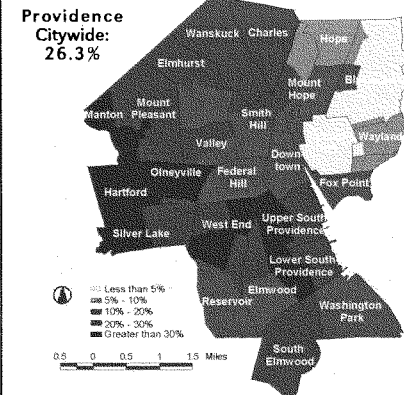 Providence
Citywide:
26.3%
Wanskuck Charles
Hope
Elmhurst
Mount
Hope
Mount
Pleasant
Manton
Smith
Hill
Wayland
Valley
Down-
town
Olneyville
Federal
Hill
Fox Point
Hartford
West End
Upper South
Providence
Silver Lake
Lower South
Providence
Elmwood
Reservoir
Washington
Park
South
Elmwood
Less than 5%
5% - 10%
10% - 20%
20% - 30%
Greater than 30%
0.5 0 0.5 1 1.5 Miles